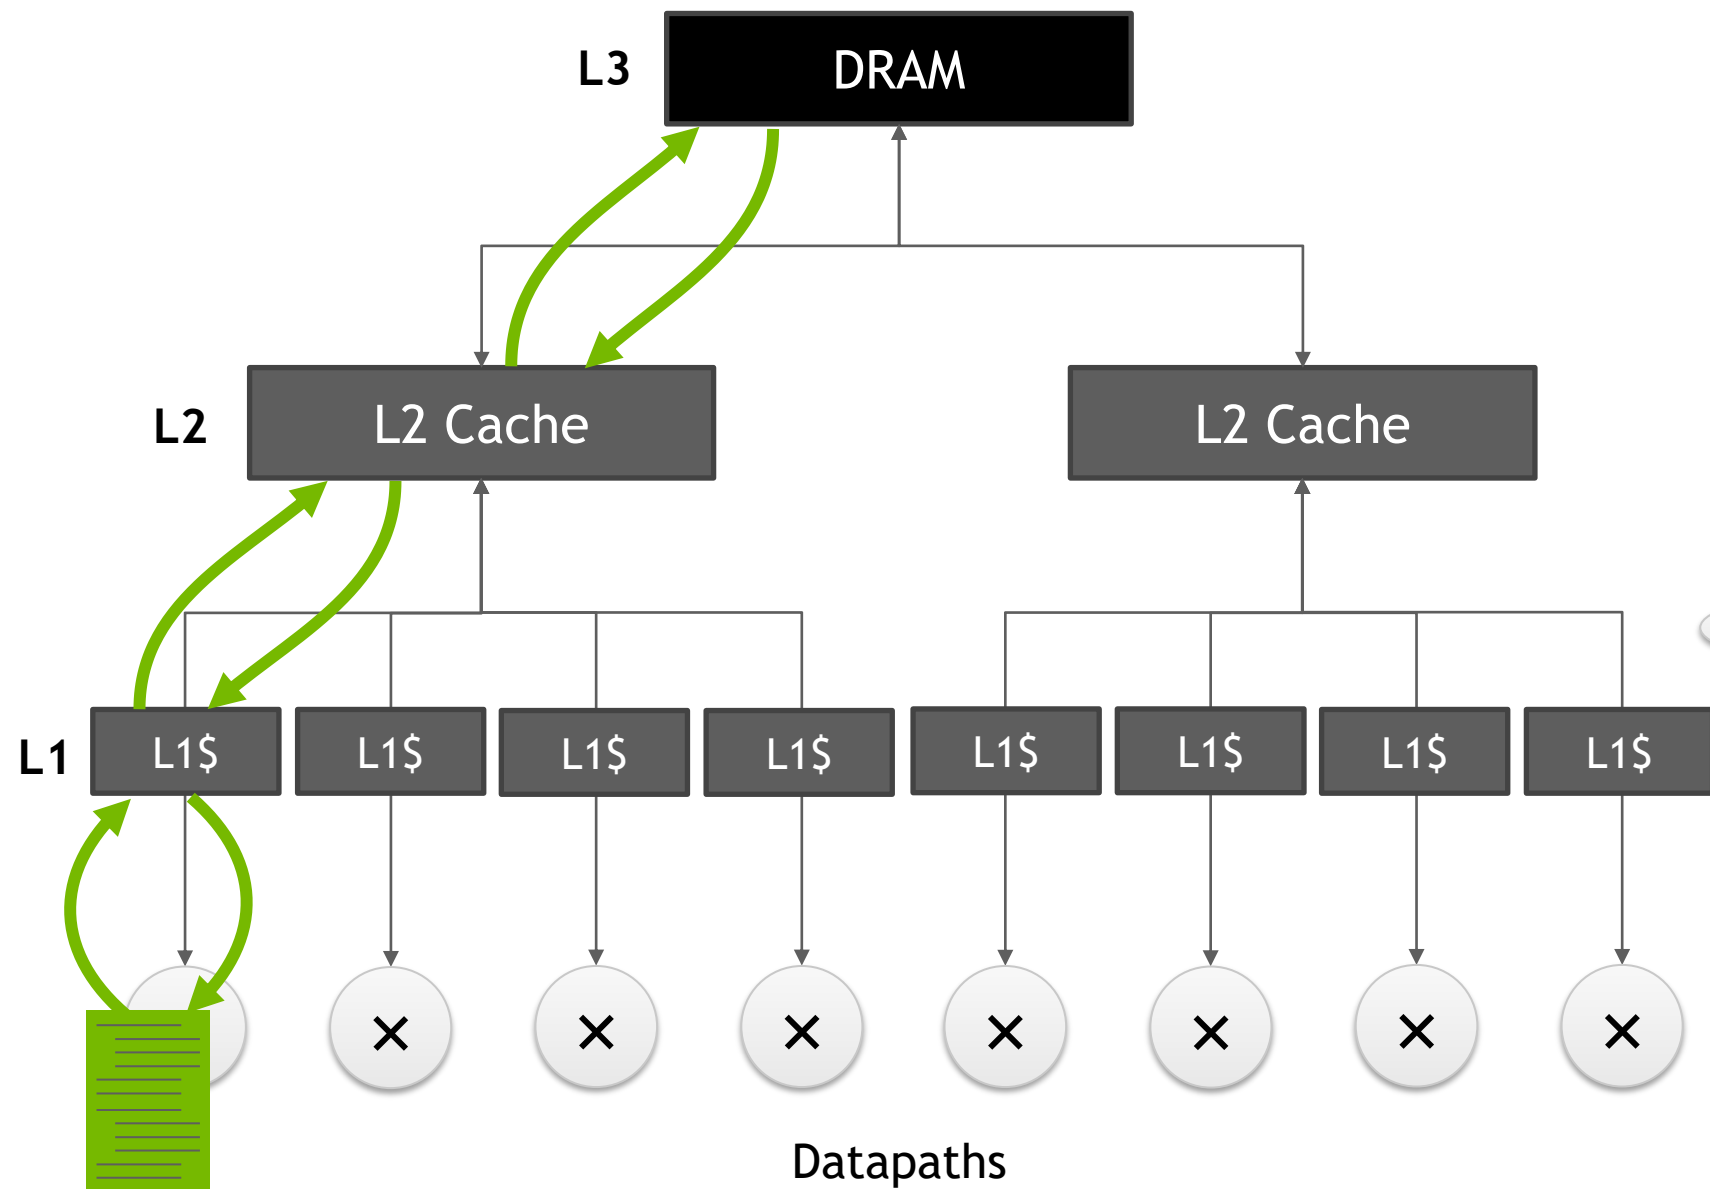 L3 DRAM
L2 L2 Cache L2 Cache
L1 L1$ L1$ L1$ L1$ L1$ L1$ L1$ L1$
× × × × × × ×
Datapaths